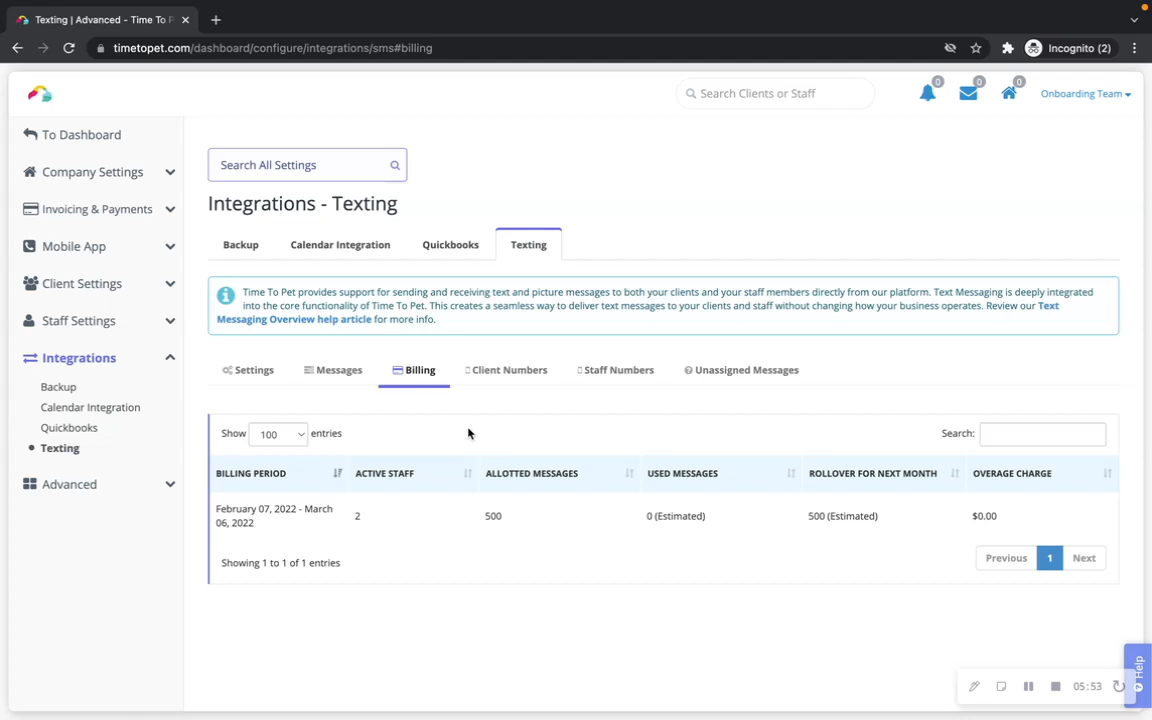 Texting | Advanced - Time To P
timetopet.com/dashboard/configure/integrations/sms#billing
Incognito (2)
Search Clients or Staff
0
0
0
Onboarding Team
To Dashboard
Company Settings
Invoicing & Payments
Mobile App
Client Settings
Staff Settings
Integrations
Backup
Calendar Integration
Quickbooks
Texting
Advanced
Search All Settings
Integrations - Texting
Backup
Calendar Integration
Quickbooks
Texting
Time To Pet provides support for sending and receiving text and picture messages to both your clients and your staff members directly from our platform. Text Messaging is deeply integrated
into the core functionality of Time To Pet. This creates a seamless way to deliver text messages to your clients and staff without changing how your business operates. Review our Text
Messaging Overview help article for more info.
Settings
Messages
Billing
Client Numbers
Staff Numbers
Unassigned Messages
Show 100 entries
Search:
BILLING PERIOD ACTIVE STAFF ALLOTTED MESSAGES USED MESSAGES ROLLOVER FOR NEXT MONTH OVERAGE CHARGE
February 07, 2022 - March
06, 2022
2
500
0 (Estimated)
500 (Estimated)
$0.00
Showing 1 to 1 of 1 entries
Previous 1 Next
Help
05:53